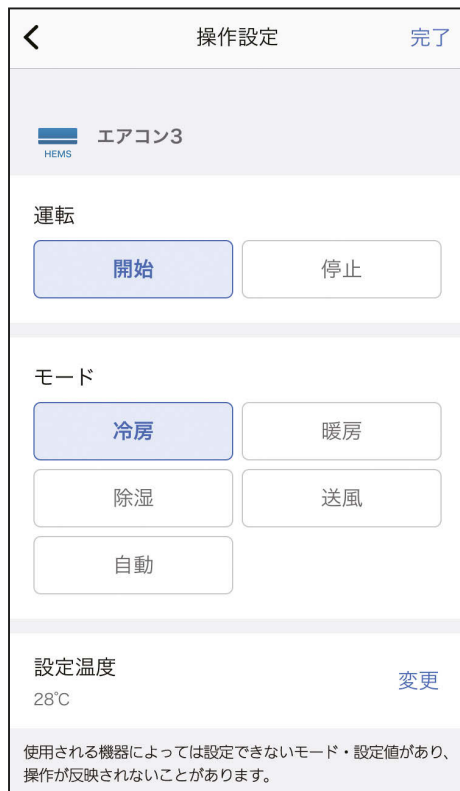 操作設定 完了
エアコン3
HEMS
運転
開始 停止
モード
冷房 暖房
除湿 送風
自動
設定温度
変更
28℃
使用される機器によっては設定できないモード・設定値があり、
操作が反映されないことがあります。